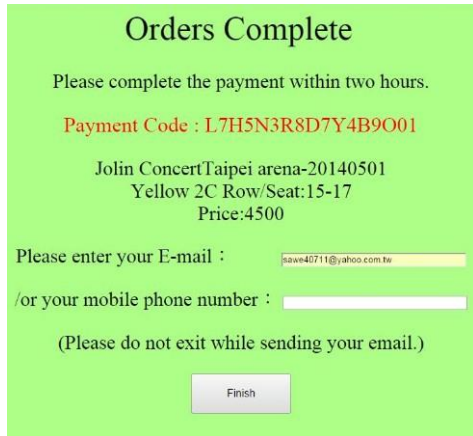 Orders Complete
Please complete the payment within two hours.
Payment Code : L7H5N3R8D7Y4B9O01
Jolin ConcertTaipei arena-20140501
Yellow 2C Row/Seat:15-17
Price:4500
Please enter your E-mail： sawe40711@yahoo.com.tw
/or your mobile phone number：
(Please do not exit while sending your email.)
Finish